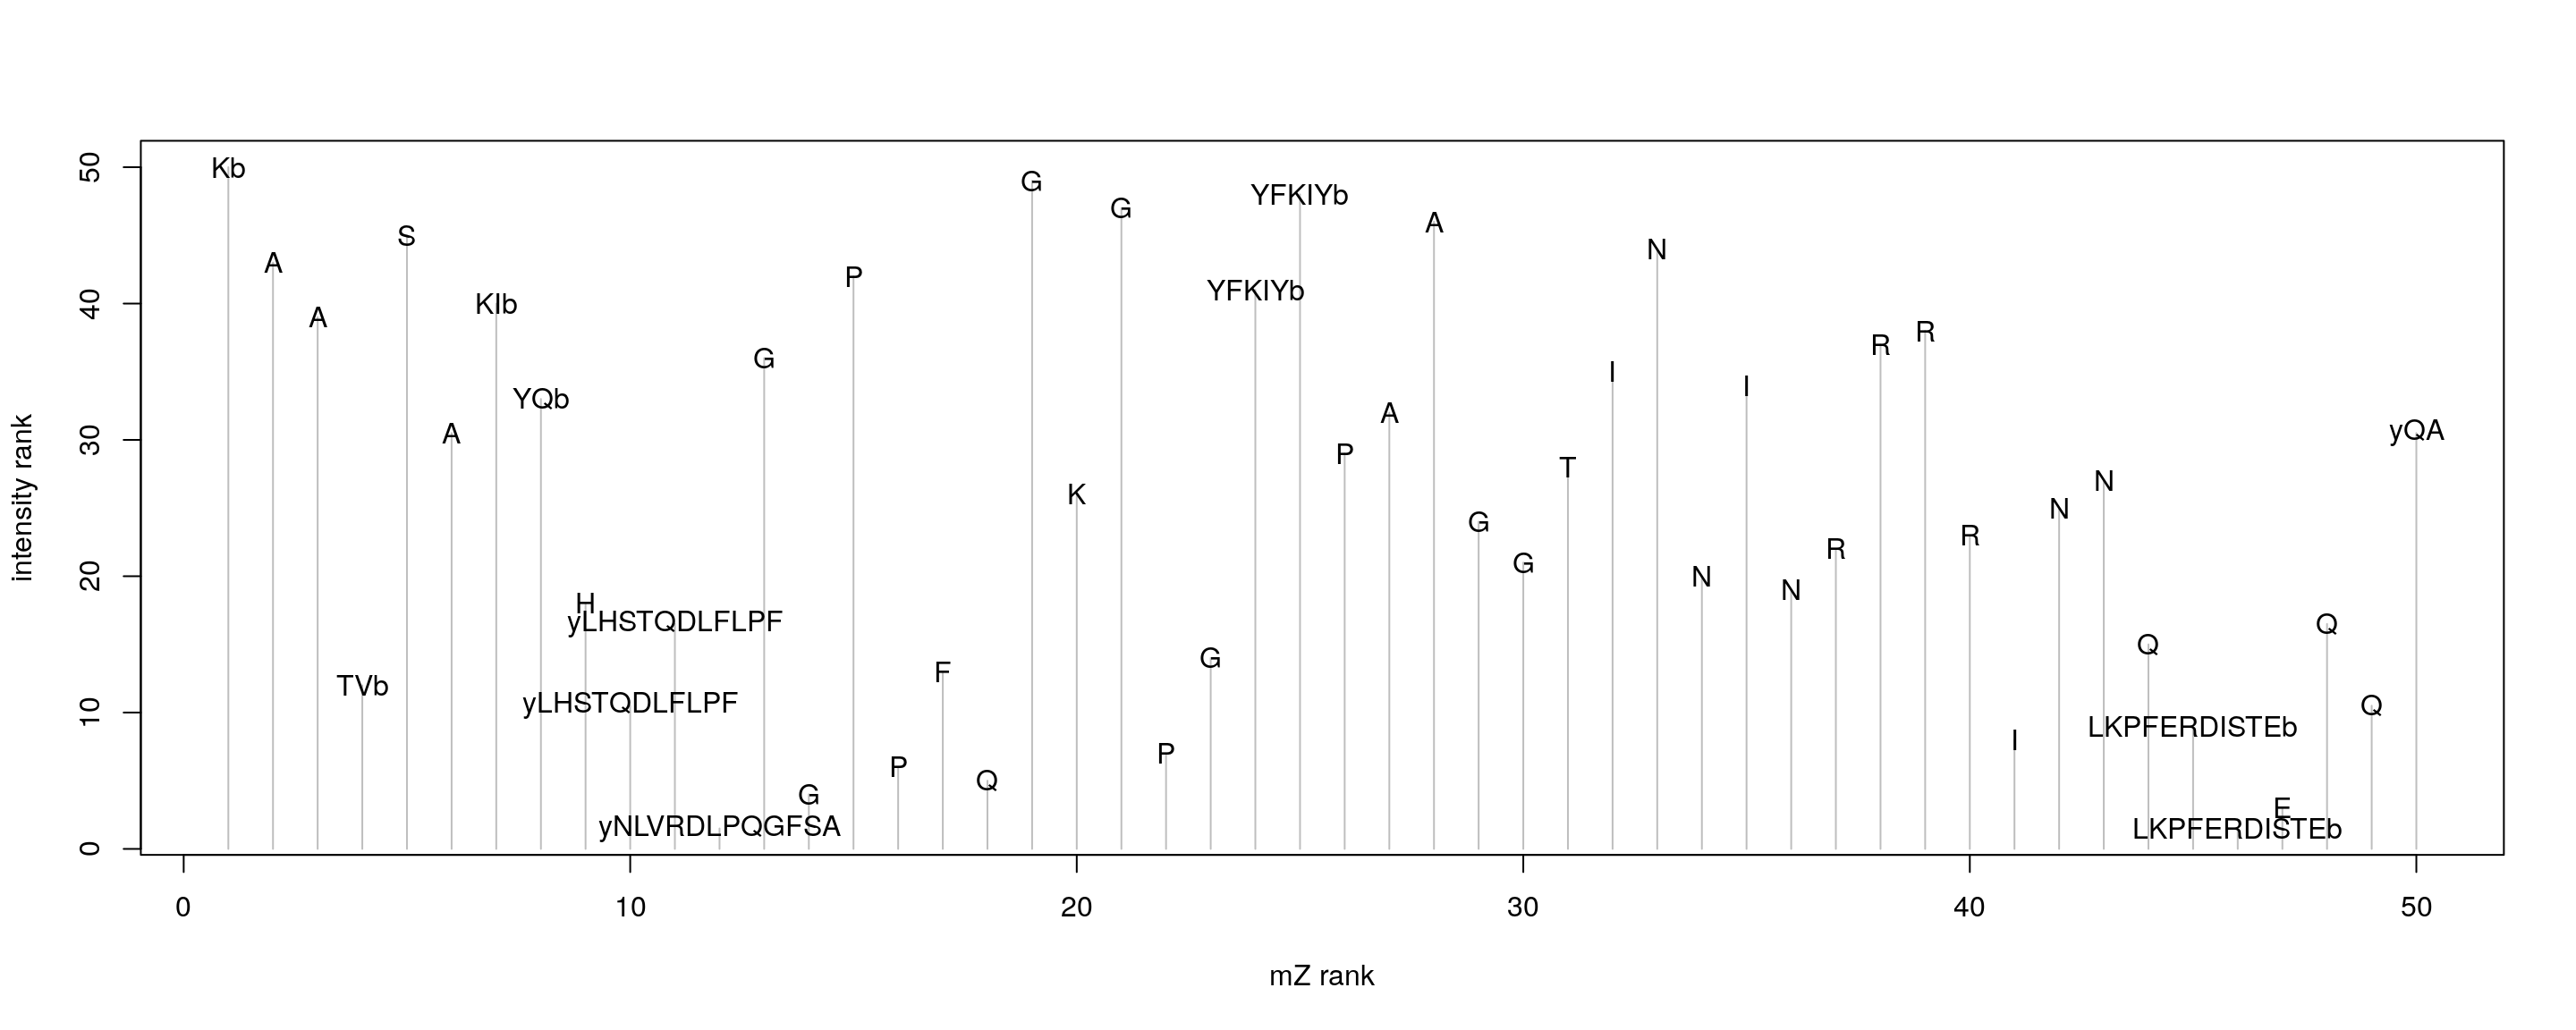 50
Kb
G
YFKIYb
G
A
S
N
A
P
40
KIb
YFKIYb
A
R
R
G
I
I
YQb
A
30
A
yQA
P
T
N
K
N
G
R
G
R
20
N
N
H
yLHSTQDLFLPF
Q
G
Q
TVb
F
10
yLHSTQDLFLPF
Q
LKPFERDISTEb
I
P
P
Q
G
E
0
yNLVRDLPQGFSA
LKPFERDISTEb
intensity rank
0 10 20 30 40 50
mZ rank